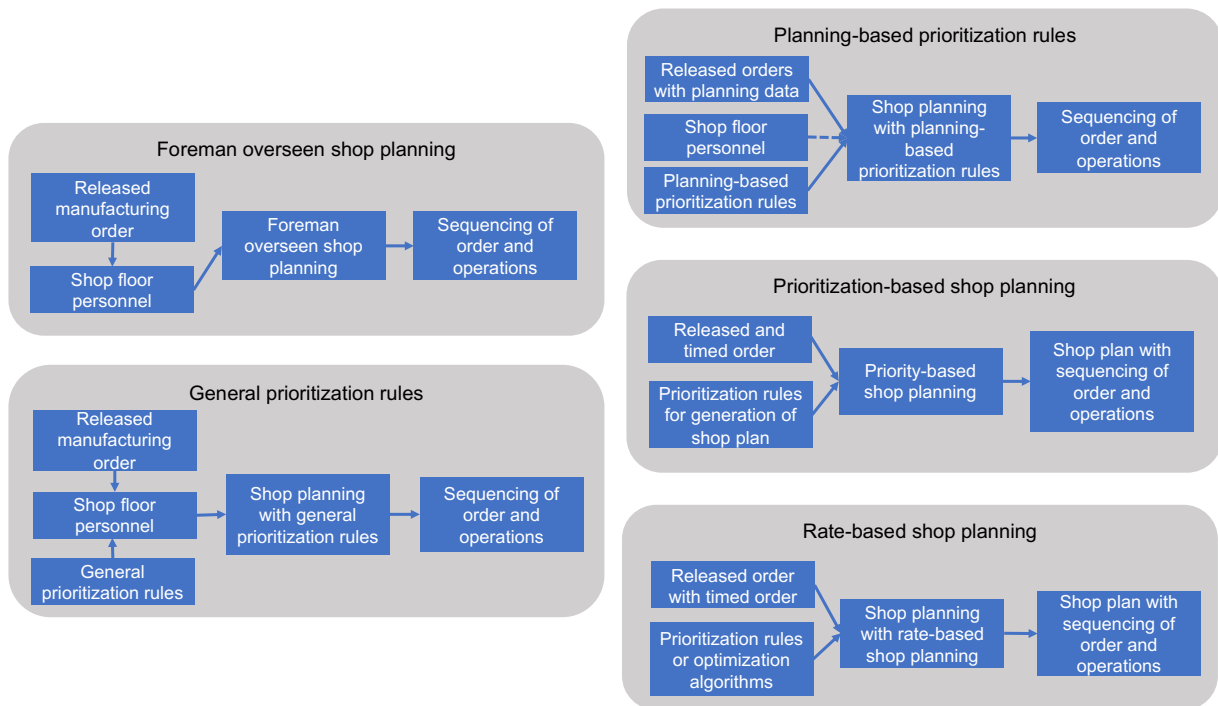 Foreman overseen shop planning
Released
manufacturing
order
Shop floor
personnel
Foreman
overseen shop
planning
Sequencing of
order and
operations
General prioritization rules
Released
manufacturing
order
Shop floor
personnel
General
prioritization rules
Shop planning
with general
prioritization rules
Sequencing of
order and
operations
Planning-based prioritization rules
Released orders
with planning data
Shop floor
personnel
Planning-based
prioritization rules
Shop planning
with planning-
based
prioritization rules
Sequencing of
order and
operations
Prioritization-based shop planning
Released and
timed order
Prioritization rules
for generation of
shop plan
Priority-based
shop planning
Shop plan with
sequencing of
order and
operations
Rate-based shop planning
Released order
with timed order
Prioritization rules
or optimization
algorithms
Shop planning
with rate-based
shop planning
Shop plan with
sequencing of
order and
operations